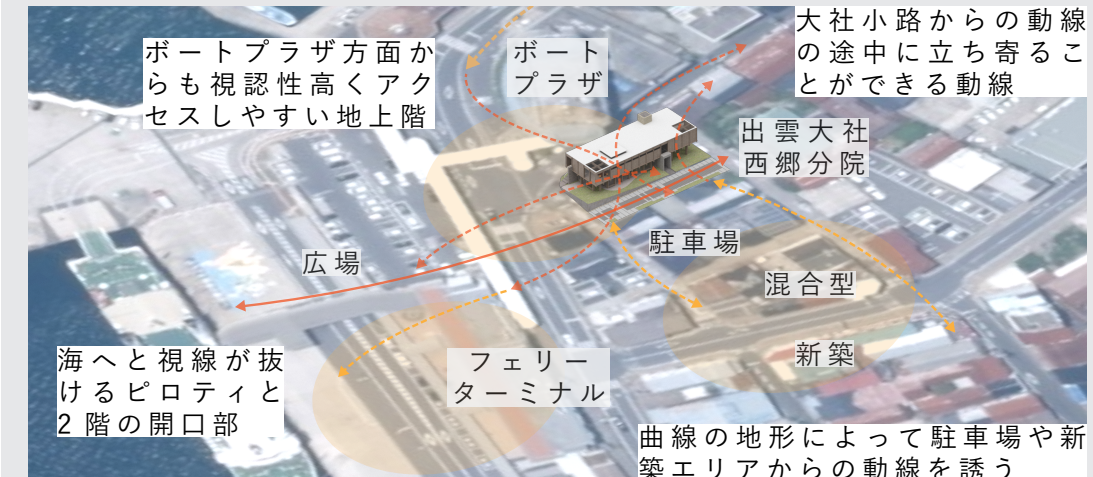 ボートプラザ方面か
らも視認性高くアク
セスしやすい地上階
ボート
プラザ
大社小路からの動線
の途中に立ち寄るこ
とができる動線
出雲大社
西郷分院
駐車場
広場
混合型
新築
海へと視線が抜
けるピロティと
2階の開口部
フェリー
ターミナル
曲線の地形によって駐車場や新
築エリアからの動線を誘う